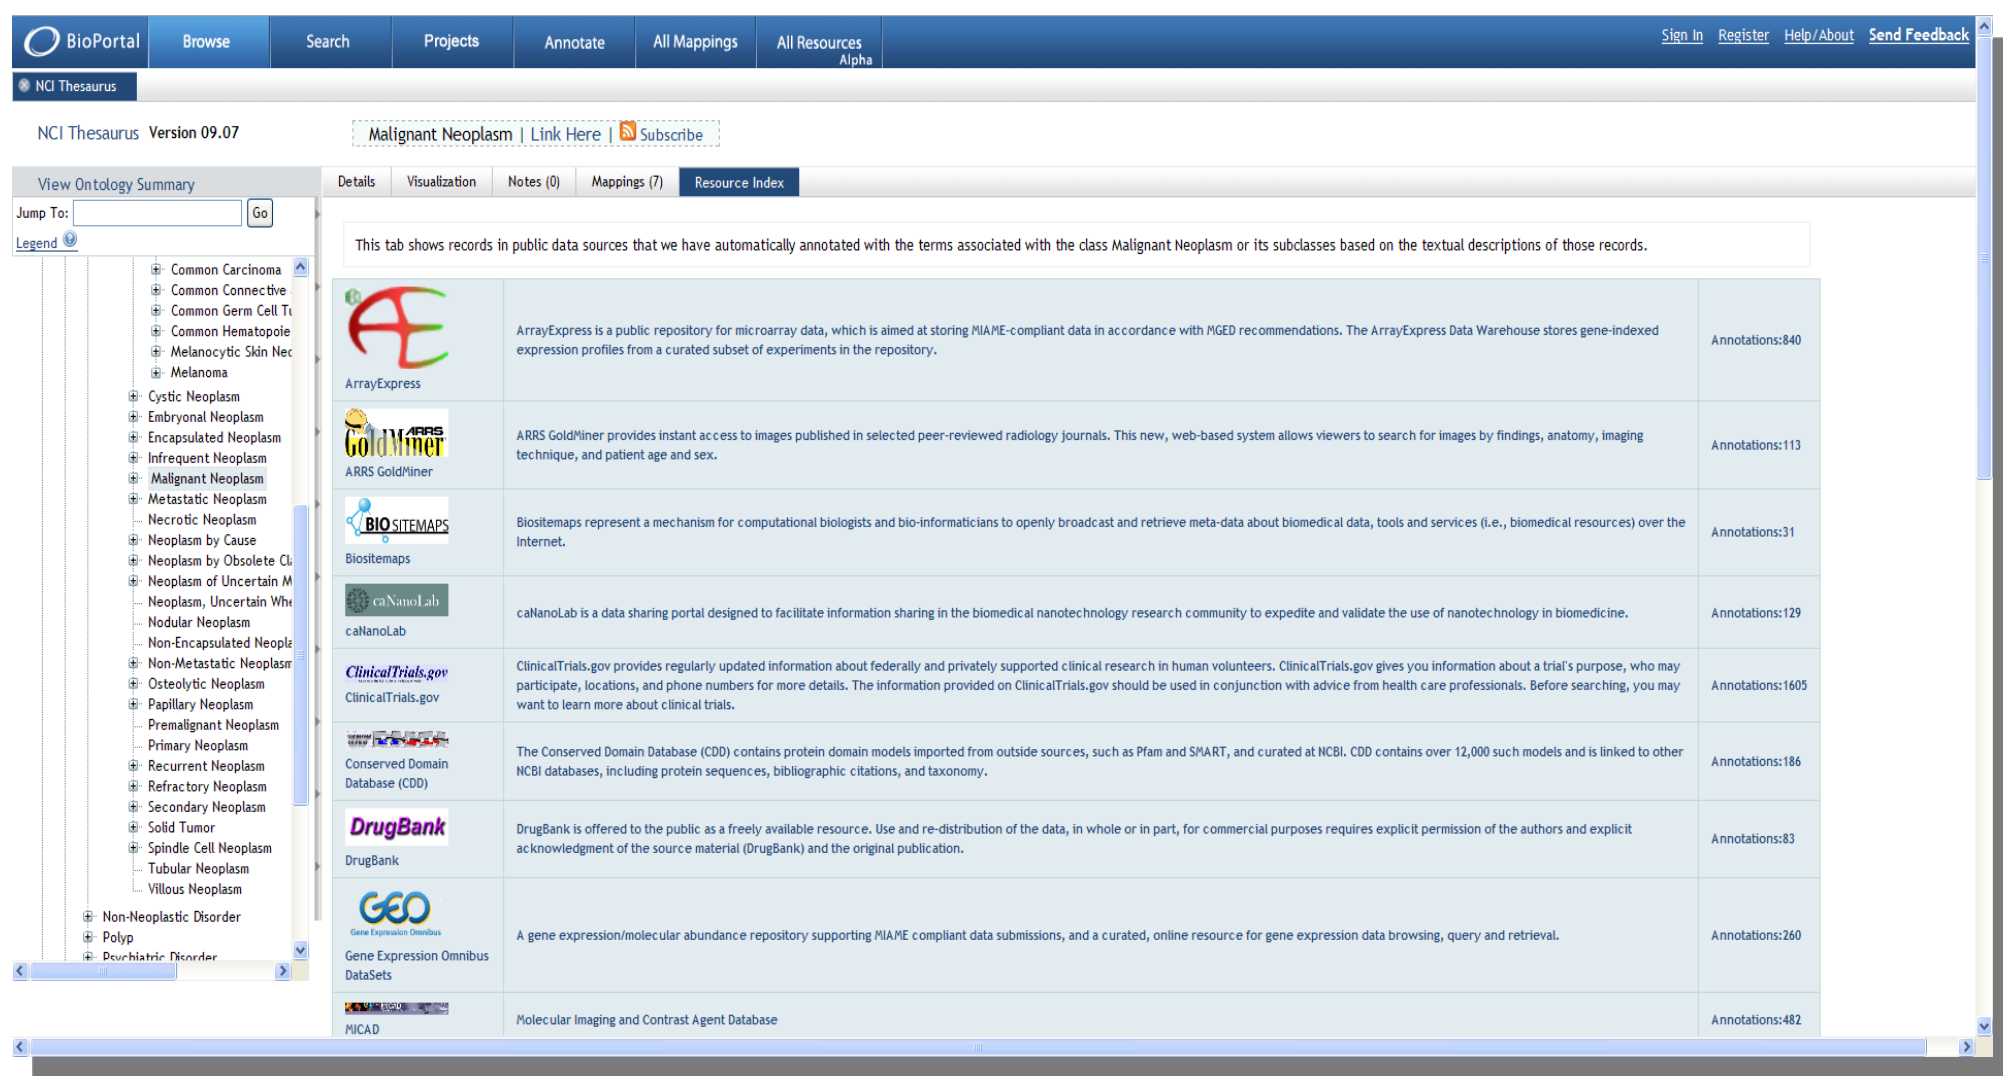 BioPortal
Browse
Search
Projects
Annotate
All Mappings
All Resources
Alpha
Sign In Register Help/About Send Feedback
NCI Thesaurus
NCI Thesaurus Version 09.07
Malignant Neoplasm | Link Here | Subscribe
View Ontology Summary
Jump To: Go
Legend
Common Carcinoma
Common Connective
Common Germ Cell Tu
Common Hematopoie
Melanocytic Skin Nec
Melanoma
Cystic Neoplasm
Embryonal Neoplasm
Encapsulated Neoplasm
Infrequent Neoplasm
Malignant Neoplasm
Metastatic Neoplasm
Necrotic Neoplasm
Neoplasm by Cause
Neoplasm by Obsolete Cl
Neoplasm of Uncertain M
Neoplasm, Uncertain Whe
Nodular Neoplasm
Non-Encapsulated Neopla
Non-Metastatic Neoplasm
Osteolytic Neoplasm
Papillary Neoplasm
Premalignant Neoplasm
Primary Neoplasm
Recurrent Neoplasm
Refractory Neoplasm
Secondary Neoplasm
Solid Tumor
Spindle Cell Neoplasm
Tubular Neoplasm
Villous Neoplasm
Non-Neoplastic Disorder
Polyp
Psychiatric Disorder
Details
Visualization
Notes (0)
Mappings (7)
Resource Index
This tab shows records in public data sources that we have automatically annotated with the terms associated with the class Malignant Neoplasm or its subclasses based on the textual descriptions of those records.
ArrayExpress
ArrayExpress is a public repository for microarray data, which is aimed at storing MIAME-compliant data in accordance with MGED recommendations. The ArrayExpress Data Warehouse stores gene-indexed
expression profiles from a curated subset of experiments in the repository.
Annotations:840
ARRS
GoldMiner
ARRS GoldMiner
ARRS GoldMiner provides instant access to images published in selected peer-reviewed radiology journals. This new, web-based system allows viewers to search for images by findings, anatomy, imaging
technique, and patient age and sex.
Annotations:113
BIO SITEMAPS
Biositemaps
Biositemaps represent a mechanism for computational biologists and bio-informaticians to openly broadcast and retrieve meta-data about biomedical data, tools and services (i.e., biomedical resources) over the
Internet.
Annotations:31
caNanoLab
caNanoLab
caNanoLab is a data sharing portal designed to facilitate information sharing in the biomedical nanotechnology research community to expedite and validate the use of nanotechnology in biomedicine.
Annotations:129
ClinicalTrials.gov
ClinicalTrials.gov
ClinicalTrials.gov provides regularly updated information about federally and privately supported clinical research in human volunteers. ClinicalTrials.gov gives you information about a trial's purpose, who may
participate, locations, and phone numbers for more details. The information provided on ClinicalTrials.gov should be used in conjunction with advice from health care professionals. Before searching, you may
want to learn more about clinical trials.
Annotations:1605
Conserved Domain
Database (CDD)
The Conserved Domain Database (CDD) contains protein domain models imported from outside sources, such as Pfam and SMART, and curated at NCBI. CDD contains over 12,000 such models and is linked to other
NCBI databases, including protein sequences, bibliographic citations, and taxonomy.
Annotations:186
DrugBank
DrugBank
DrugBank is offered to the public as a freely available resource. Use and re-distribution of the data, in whole or in part, for commercial purposes requires explicit permission of the authors and explicit
acknowledgment of the source material (DrugBank) and the original publication.
Annotations:83
GEO
Gene Expression Omnibus
Gene Expression Omnibus
DataSets
A gene expression/molecular abundance repository supporting MIAME compliant data submissions, and a curated, online resource for gene expression data browsing, query and retrieval.
Annotations:260
MICAD
Molecular Imaging and Contrast Agent Database
Annotations:482